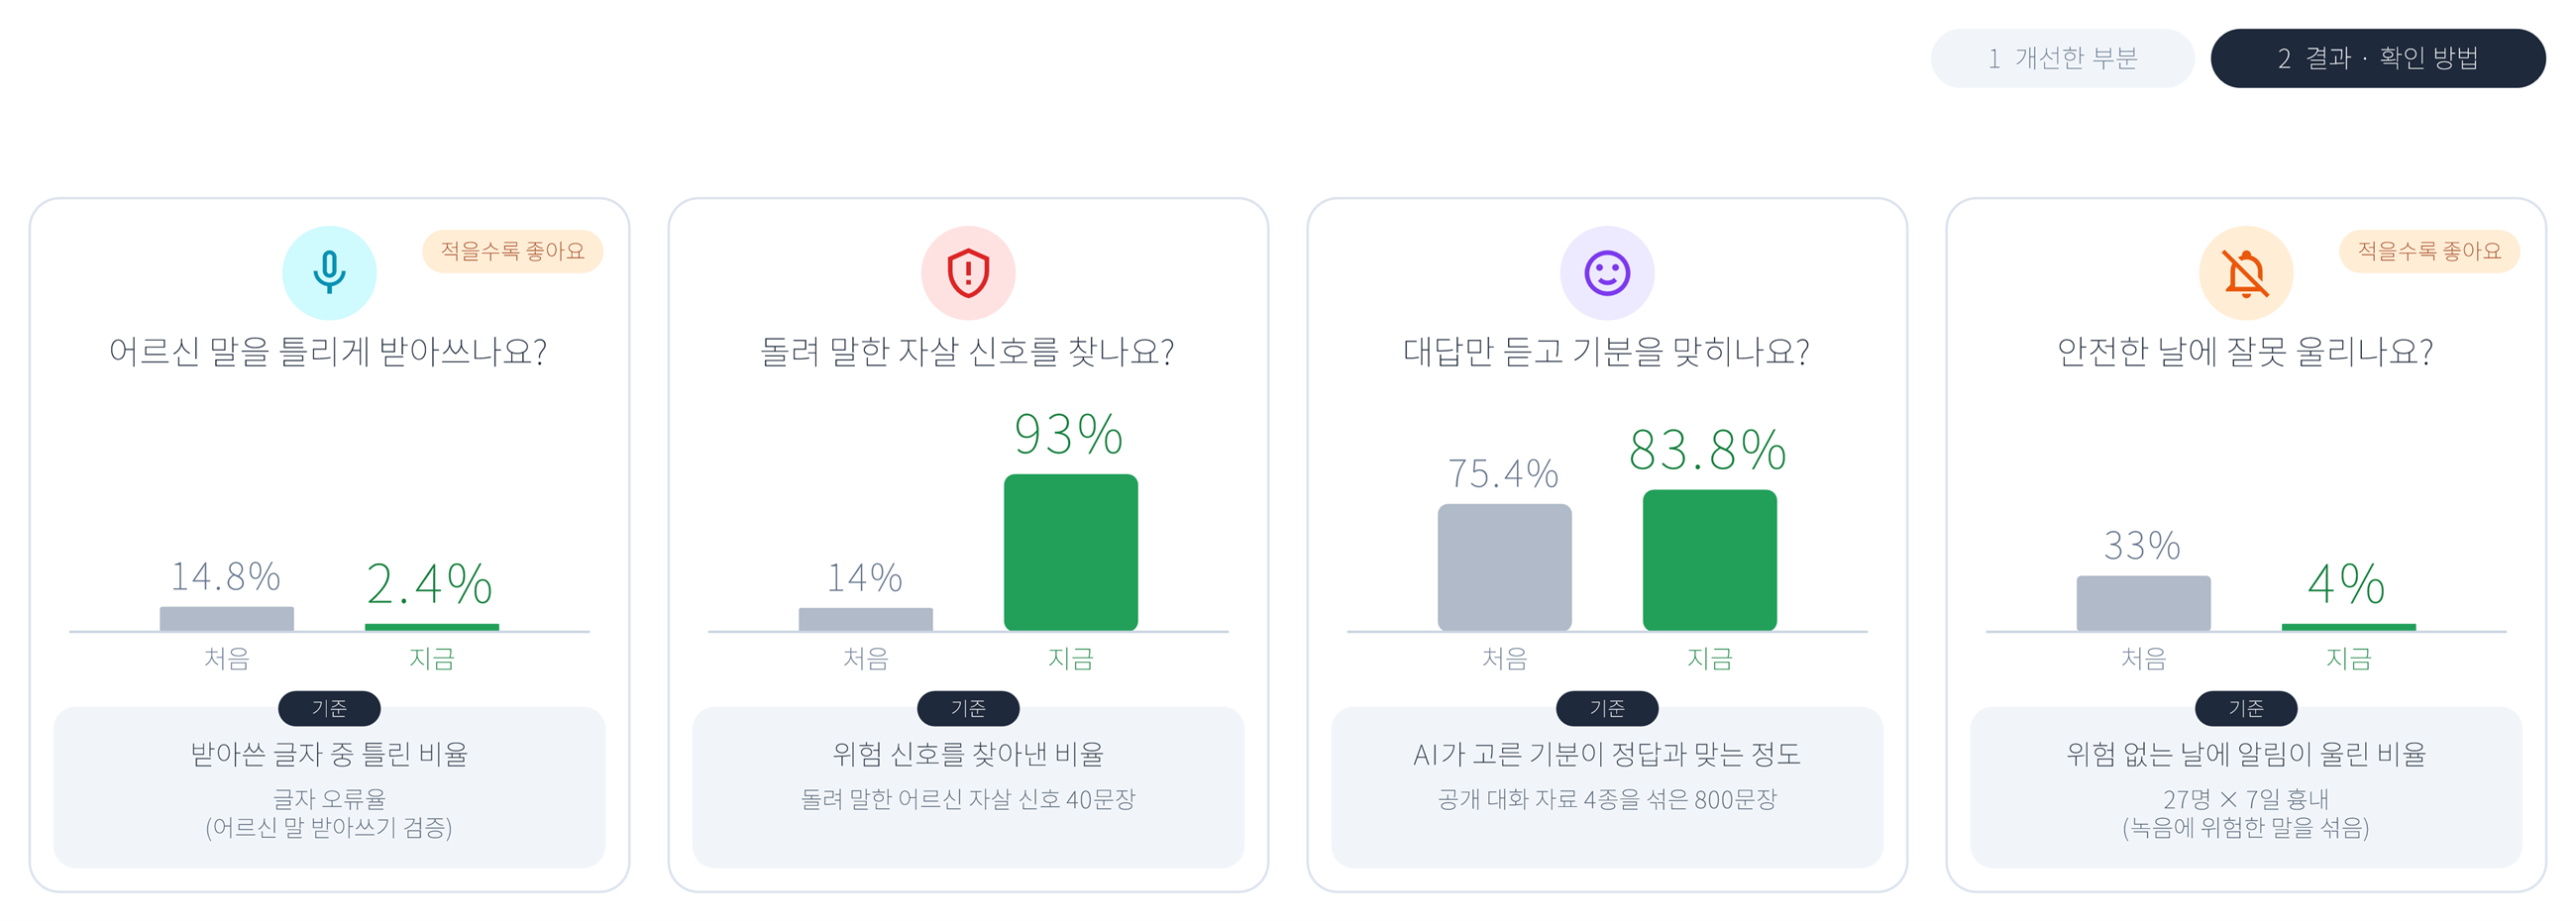 1 개선한 부분
2 결과 · 확인 방법
적을수록 좋아요
어르신 말을 틀리게 받아쓰나요?
14.8%
2.4%
처음
지금
기준
받아쓴 글자 중 틀린 비율
글자 오류율
(어르신 말 받아쓰기 검증)
돌려 말한 자살 신호를 찾나요?
14%
93%
처음
지금
기준
위험 신호를 찾아낸 비율
돌려 말한 어르신 자살 신호 40문장
대답만 듣고 기분을 맞히나요?
75.4%
83.8%
처음
지금
기준
AI가 고른 기분이 정답과 맞는 정도
공개 대화 자료 4종을 섞은 800문장
적을수록 좋아요
안전한 날에 잘못 울리나요?
33%
4%
처음
지금
기준
위험 없는 날에 알림이 울린 비율
27명 × 7일 흉내
(녹음에 위험한 말을 섞음)